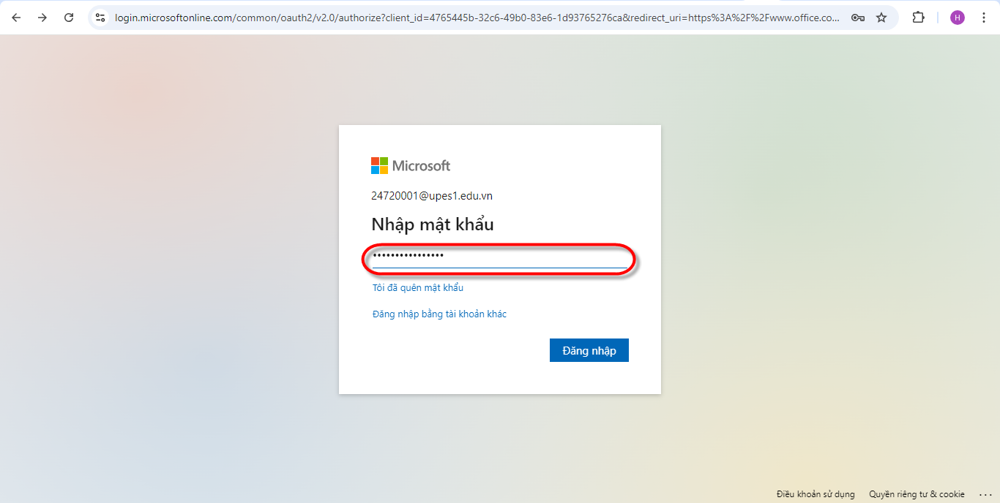 login.microsoftonline.com/common/oauth2/v2.0/authorize?client_id=4765445b-32c6-49b0-83e6-1d93765276ca&redirect_uri=https%3A%2F%2Fwww.office.co...
H
Microsoft
24720001@upes1.edu.vn
Nhập mật khẩu
••••••••••••••••
Tôi đã quên mật khẩu
Đăng nhập bằng tài khoản khác
Đăng nhập
Điều khoản sử dụng Quyền riêng tư & cookie ...